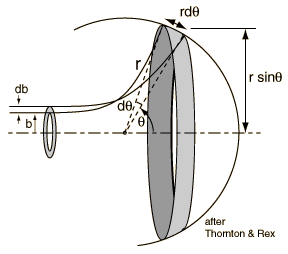 rdθ
r
r sinθ
db
dθ
b
θ
after
Thornton & Rex